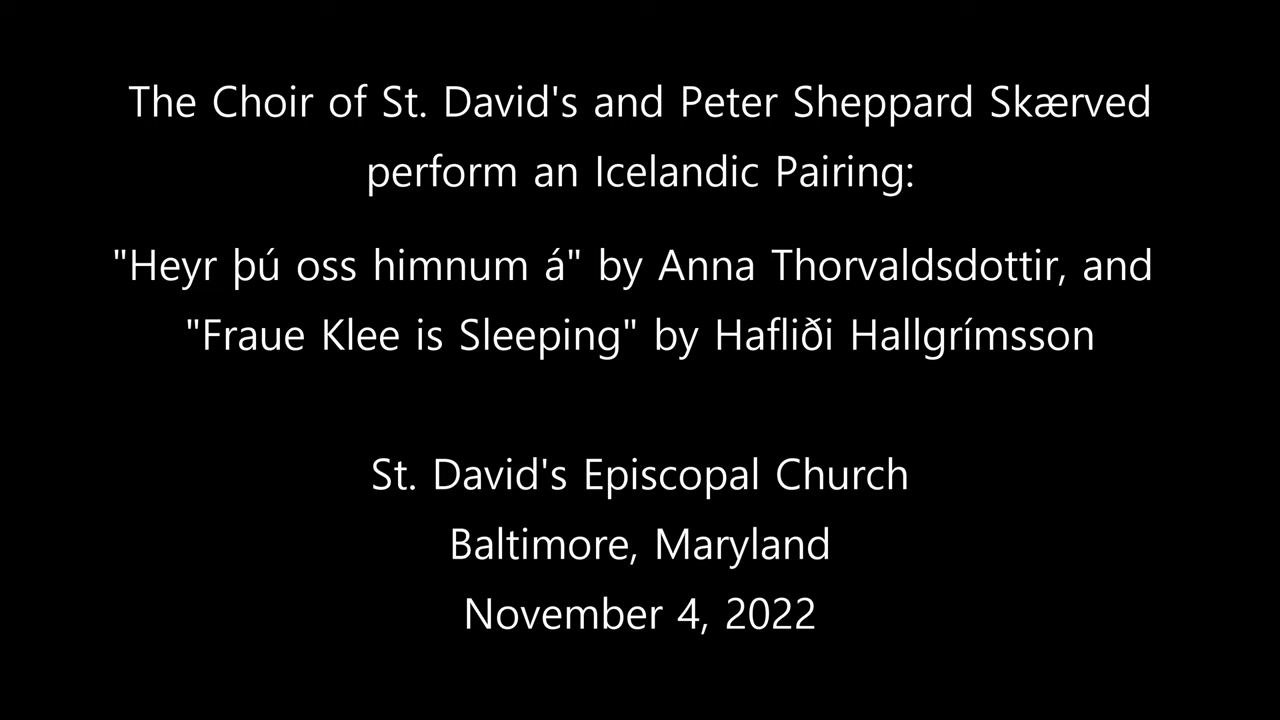 The Choir of St. David's and Peter Sheppard Skærved
perform an Icelandic Pairing:
"Heyr þú oss himnum á" by Anna Thorvaldsdottir, and
"Fraue Klee is Sleeping" by Hafliði Hallgrímsson
St. David's Episcopal Church
Baltimore, Maryland
November 4, 2022